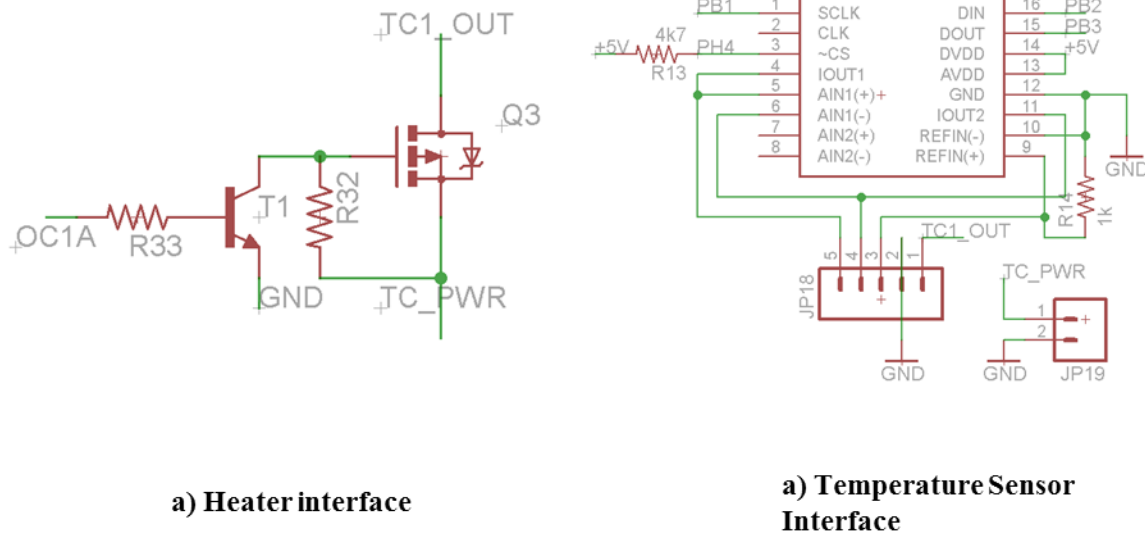 TC1_OUT
Q3
T1
R32
OC1A
R33
GND
TC_PWR
a) Heater interface
PB1
1
SCLK
DIN
16
PB2
2
CLK
DOUT
15
PB3
+5V
4k7
R13
PH4
3
~CS
DVDD
14
+5V
4
IOUT1
AVDD
13
5
AIN1(+)+
GND
12
6
AIN1(-)
IOUT2
11
7
AIN2(+)
REFIN(-)
10
8
AIN2(-)
REFIN(+)
9
GND
R14
1k
TC1_OUT
5
4
3
2
1
JP18
GND
TC_PWR
1
2
GND
JP19
a) Temperature Sensor
Interface